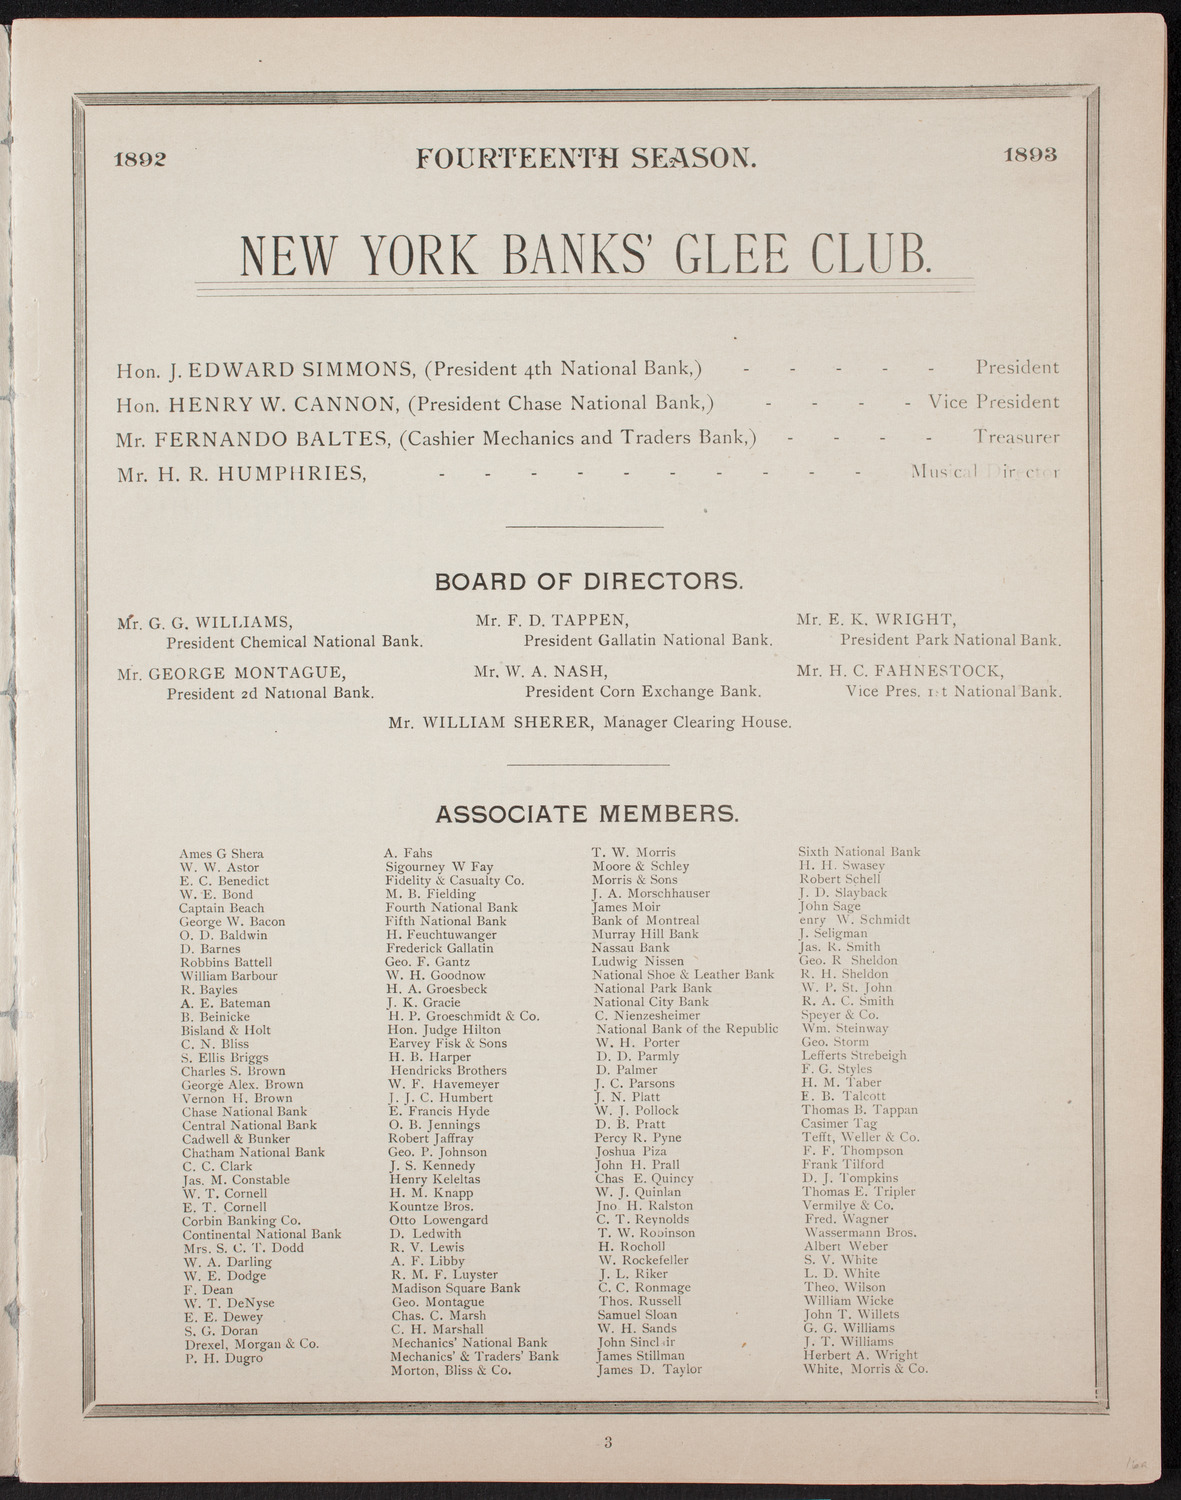 1892 FOURTEENTH SEASON. 1893
NEW YORK BANKS' GLEE CLUB.
Hon. J. EDWARD SIMMONS, (President 4th National Bank,) - - - - - President
Hon. HENRY W. CANNON, (President Chase National Bank,) - - - - Vice President
Mr. FERNANDO BALTES, (Cashier Mechanics and Traders Bank,) - - - - Treasurer
Mr. H. R. HUMPHRIES, - - - - - - - - - - Musical Director
BOARD OF DIRECTORS.
Mr. G. G. WILLIAMS,
President Chemical National Bank.
Mr. F. D. TAPPEN,
President Gallatin National Bank.
Mr. E. K. WRIGHT,
President Park National Bank.
Mr. GEORGE MONTAGUE,
President 2d National Bank.
Mr. W. A. NASH,
President Corn Exchange Bank.
Mr. H. C. FAHNESTOCK,
Vice Pres. 1st National Bank.
Mr. WILLIAM SHERER, Manager Clearing House.
ASSOCIATE MEMBERS.
Ames G Shera
W. W. Astor
E. C. Benedict
W. E. Bond
Captain Beach
George W. Bacon
O. D. Baldwin
D. Barnes
Robbins Battell
William Barbour
R. Bayles
A. E. Bateman
B. Beinicke
Bisland & Holt
C. N. Bliss
S. Ellis Briggs
Charles S. Brown
George Alex. Brown
Vernon H. Brown
Chase National Bank
Central National Bank
Cadwell & Bunker
Chatham National Bank
C. C. Clark
Jas. M. Constable
W. T. Cornell
E. T. Cornell
Corbin Banking Co.
Continental National Bank
Mrs. S. C. T. Dodd
W. A. Darling
W. E. Dodge
F. Dean
W. T. DeNyse
E. E. Dewey
S. G. Doran
Drexel, Morgan & Co.
P. H. Dugro
A. Fahs
Sigourney W Fay
Fidelity & Casualty Co.
M. B. Fielding
Fourth National Bank
Fifth National Bank
H. Feuchtuwanger
Frederick Gallatin
Geo. F. Gantz
W. H. Goodnow
H. A. Groesbeck
J. K. Gracie
H. P. Groeschmidt & Co.
Hon. Judge Hilton
Earvey Fisk & Sons
H. B. Harper
Hendricks Brothers
W. F. Havemeyer
J. J. C. Humbert
E. Francis Hyde
O. B. Jennings
Robert Jaffray
Geo. P. Johnson
J. S. Kennedy
Henry Keleltas
H. M. Knapp
Kountze Bros.
Otto Lowengard
D. Ledwith
R. V. Lewis
A. F. Libby
R. M. F. Luyster
Madison Square Bank
Geo. Montague
Chas. C. Marsh
C. H. Marshall
Mechanics' National Bank
Mechanics' & Traders' Bank
Morton, Bliss & Co.
T. W. Morris
Moore & Schley
Morris & Sons
J. A. Morschhauser
James Moir
Bank of Montreal
Murray Hill Bank
Nassau Bank
Ludwig Nissen
National Shoe & Leather Bank
National Park Bank
National City Bank
C. Nienzesheimer
National Bank of the Republic
W. H. Porter
D. D. Parmly
D. Palmer
J. C. Parsons
J. N. Platt
W. J. Pollock
D. B. Pratt
Percy R. Pyne
Joshua Piza
John H. Prall
Chas E. Quincy
W. J. Quinlan
Jno H. Ralston
C. T. Reynolds
T. W. Robinson
H. Rocholl
W. Rockefeller
J. L. Riker
C. C. Ronmage
Thos. Russell
Samuel Sloan
W. H. Sands
John Sinclair
James Stillman
James D. Taylor
Sixth National Bank
H. H. Swasey
Robert Schell
J. D. Slayback
John Sage
enry W. Schmidt
J. Seligman
Jas. R. Smith
Geo. R Sheldon
R. H. Sheldon
W. P. St. John
R. A. C. Smith
Speyer & Co.
Wm. Steinway
Geo. Storm
Lefferts Strebeigh
F. G. Styles
H. M. Taber
E. B. Talcott
Thomas B. Tappan
Casimer Tag
Tefft, Weller & Co.
F. F. Thompson
Frank Tilford
D. J. Tompkins
Thomas E. Tripler
Vermilye & Co.
Fred. Wagner
Wassermann Bros.
Albert Weber
S. V. White
L. D. White
Theo. Wilson
William Wicke
John T. Willets
G. G. Williams
J. T. Williams
Herbert A. Wright
White, Morris & Co.
3